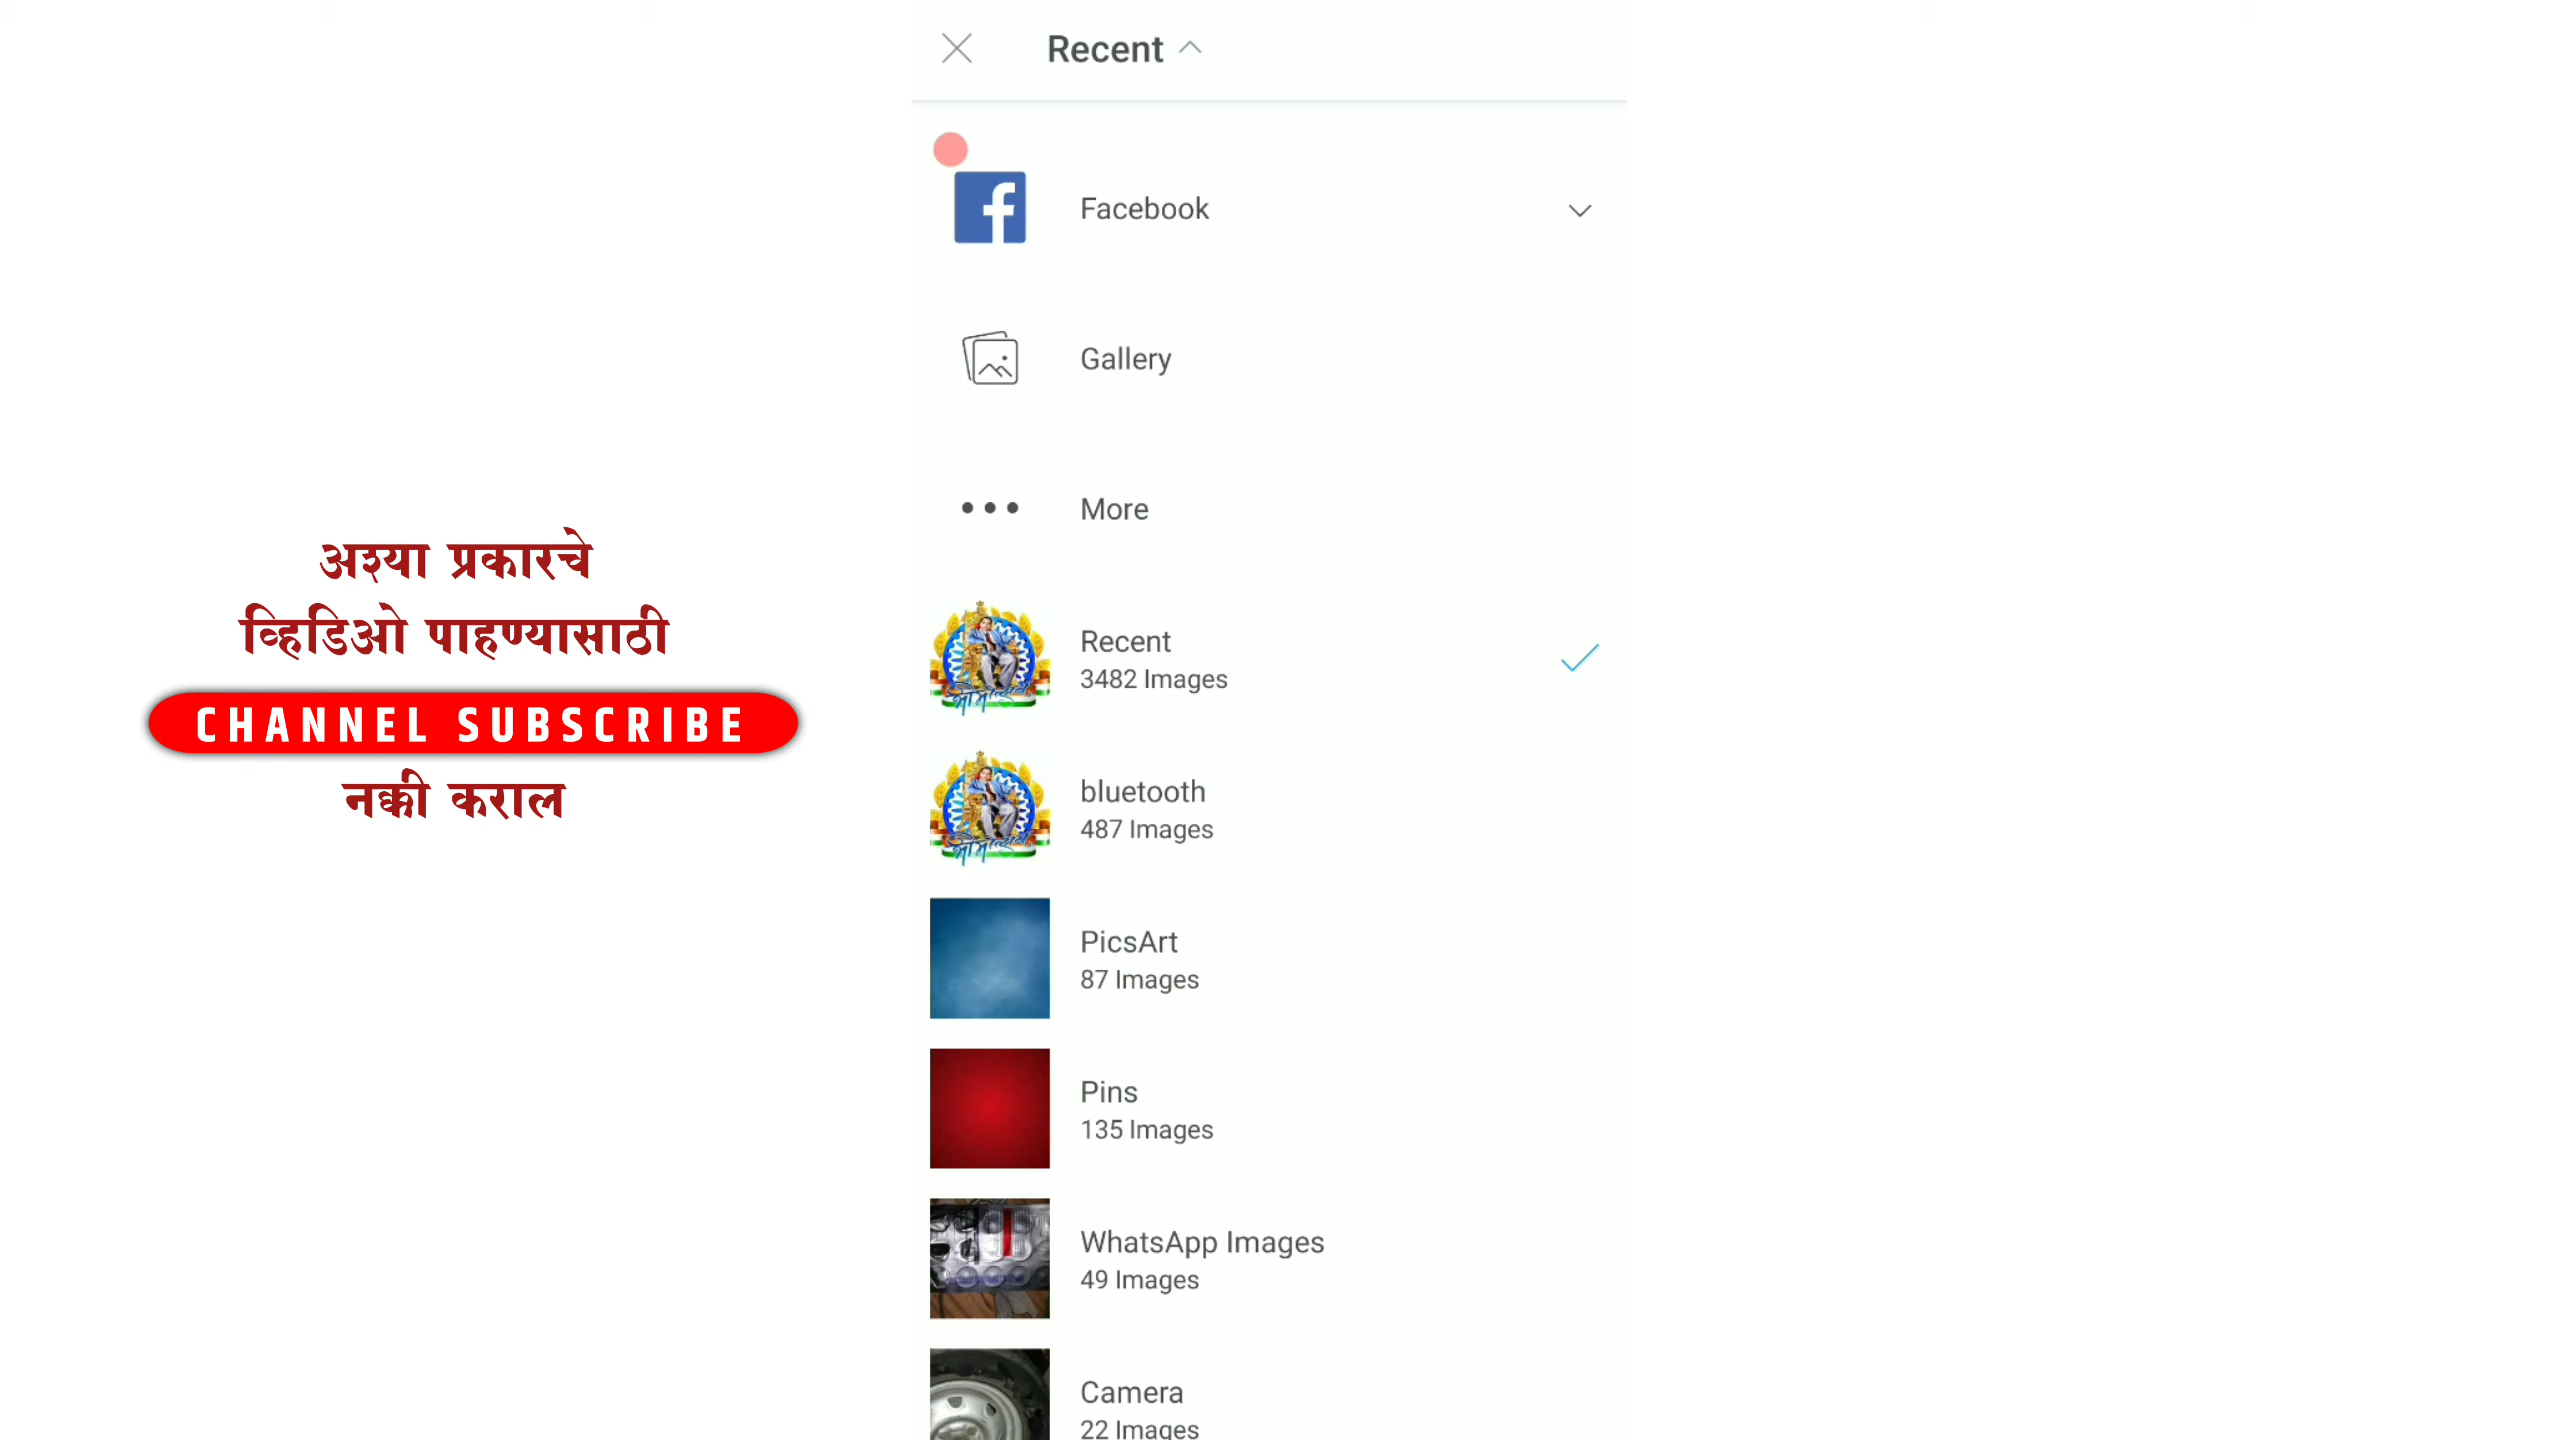 Recent
Facebook
Gallery
More
अश्या प्रकारचे
व्हिडिओ पाहण्यासाठी
CHANNEL SUBSCRIBE
नक्की कराल
Recent
3482 Images
bluetooth
487 Images
PicsArt
87 Images
Pins
135 Images
WhatsApp Images
49 Images
Camera
22 Images